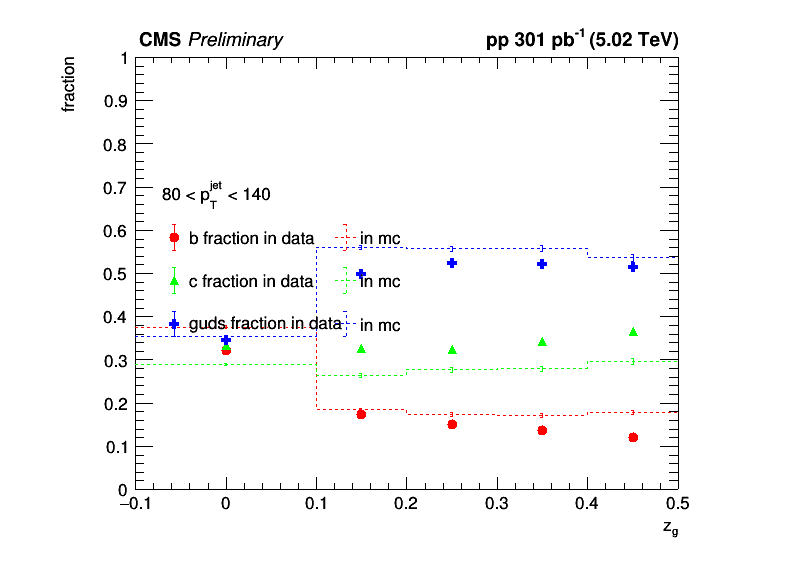 CMS Preliminary
pp 301 pb-1 (5.02 TeV)
fraction
1
0.9
0.8
0.7
0.6
0.5
0.4
0.3
0.2
0.1
0
80 < p_T^jet < 140
b fraction in data
in mc
c fraction in data
in mc
guds fraction in data
in mc
−0.1
0
0.1
0.2
0.3
0.4
0.5
z_g